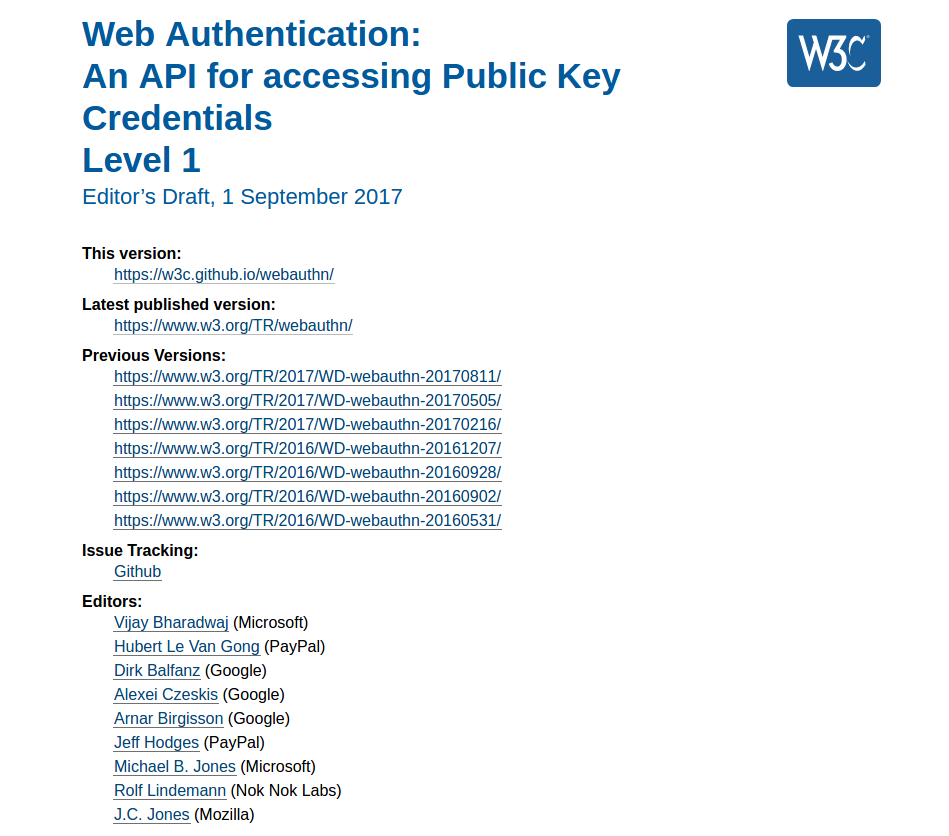 Web Authentication:
An API for accessing Public Key
Credentials
Level 1
Editor’s Draft, 1 September 2017
W3C®
This version:
https://w3c.github.io/webauthn/
Latest published version:
https://www.w3.org/TR/webauthn/
Previous Versions:
https://www.w3.org/TR/2017/WD-webauthn-20170811/
https://www.w3.org/TR/2017/WD-webauthn-20170505/
https://www.w3.org/TR/2017/WD-webauthn-20170216/
https://www.w3.org/TR/2016/WD-webauthn-20161207/
https://www.w3.org/TR/2016/WD-webauthn-20160928/
https://www.w3.org/TR/2016/WD-webauthn-20160902/
https://www.w3.org/TR/2016/WD-webauthn-20160531/
Issue Tracking:
Github
Editors:
Vijay Bharadwaj (Microsoft)
Hubert Le Van Gong (PayPal)
Dirk Balfanz (Google)
Alexei Czeskis (Google)
Arnar Birgisson (Google)
Jeff Hodges (PayPal)
Michael B. Jones (Microsoft)
Rolf Lindemann (Nok Nok Labs)
J.C. Jones (Mozilla)